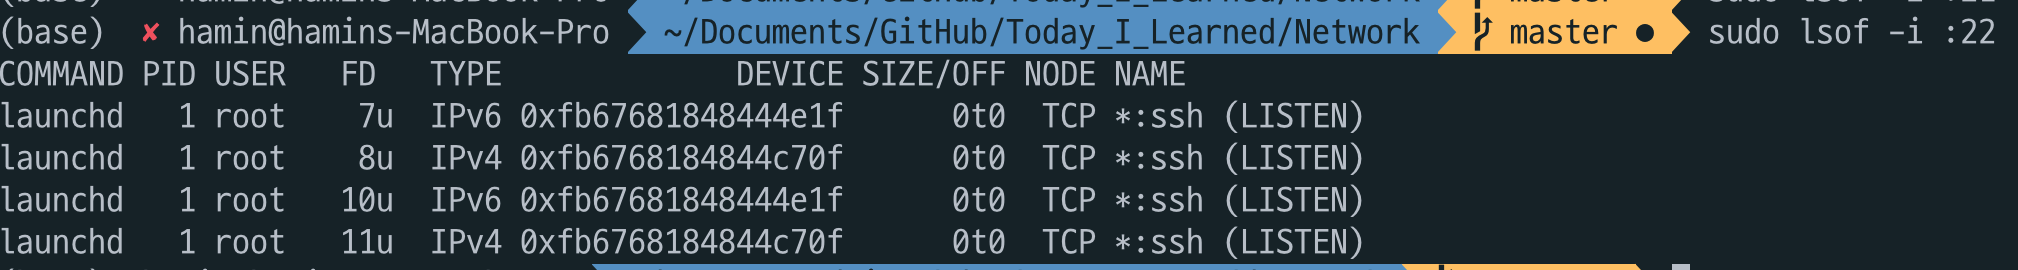 (base) ✘ hamin@hamins-MacBook-Pro ~/Documents/GitHub/Today_I_Learned/Network master ● sudo lsof -i :22
COMMAND PID USER FD TYPE DEVICE SIZE/OFF NODE NAME
launchd 1 root 7u IPv6 0xfb67681848444e1f 0t0 TCP *:ssh (LISTEN)
launchd 1 root 8u IPv4 0xfb6768184844c70f 0t0 TCP *:ssh (LISTEN)
launchd 1 root 10u IPv6 0xfb67681848444e1f 0t0 TCP *:ssh (LISTEN)
launchd 1 root 11u IPv4 0xfb6768184844c70f 0t0 TCP *:ssh (LISTEN)